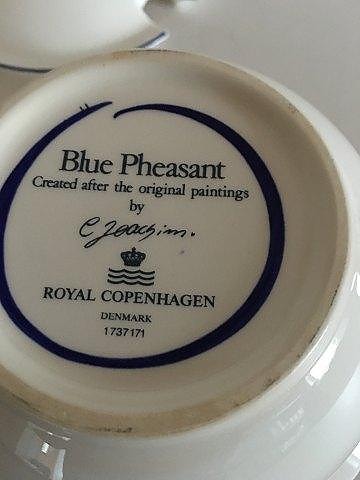 Blue Pheasant
Created after the original paintings
by
C Joachim.
ROYAL COPENHAGEN
DENMARK
1737171